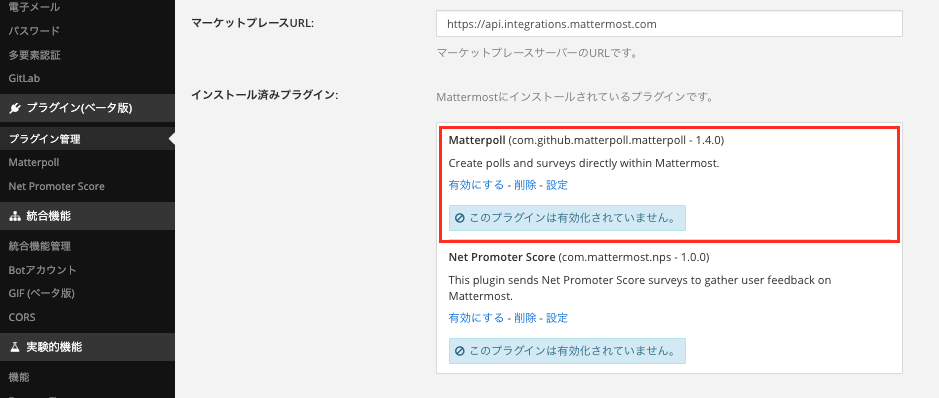 電子メール
パスワード
多要素認証
GitLab
プラグイン(ベータ版)
プラグイン管理
Matterpoll
Net Promoter Score
統合機能
統合機能管理
Botアカウント
GIF (ベータ版)
CORS
実験的機能
機能
マーケットプレースURL:
https://api.integrations.mattermost.com
マーケットプレースサーバーのURLです。
インストール済みプラグイン:
Mattermostにインストールされているプラグインです。
Matterpoll (com.github.matterpoll.matterpoll - 1.4.0)
Create polls and surveys directly within Mattermost.
有効にする - 削除 - 設定
このプラグインは有効化されていません。
Net Promoter Score (com.mattermost.nps - 1.0.0)
This plugin sends Net Promoter Score surveys to gather user feedback on
Mattermost.
有効にする - 削除 - 設定
このプラグインは有効化されていません。